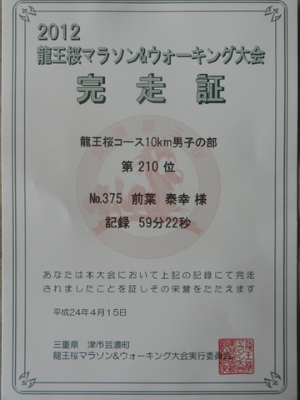 2012
龍王桜マラソン&ウォーキング大会
完走証
龍王桜コース10km男子の部
第 210 位
No.375 前葉 泰幸 様
記録 59分22秒
あなたは本大会において上記の記録にて完走
されましたことを証しその栄誉をたたえます
平成24年4月15日
三重県 津市芸濃町
龍王桜マラソン&ウォーキング大会実行委員会